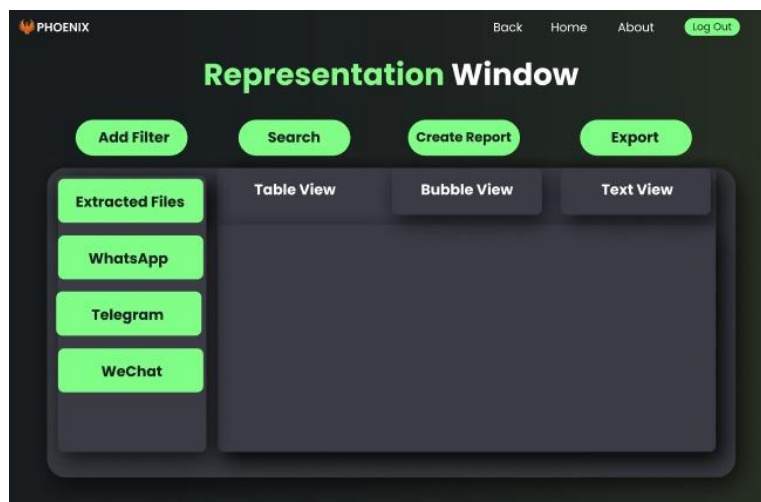 PHOENIX
Back Home About Log Out
Representation Window
Add Filter Search Create Report Export
Extracted Files
Table View Bubble View Text View
WhatsApp
Telegram
WeChat